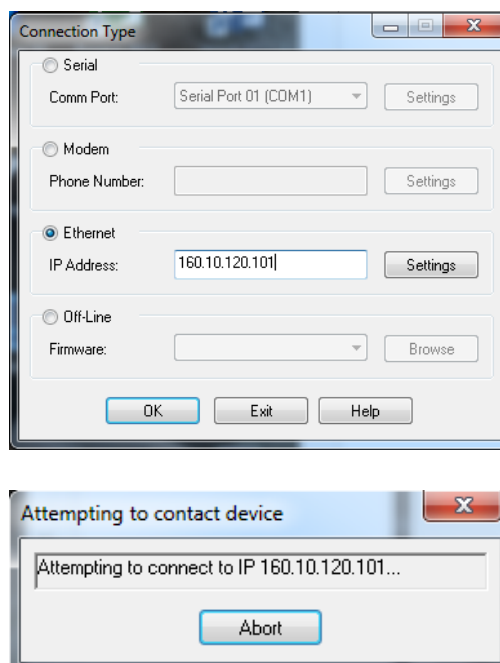 Connection Type
Serial
Comm Port: Serial Port 01 (COM1) Settings
Modem
Phone Number: Settings
Ethernet
IP Address: 160.10.120.101 Settings
Off-Line
Firmware: Browse
OK Exit Help
Attempting to contact device
Attempting to connect to IP 160.10.120.101...
Abort